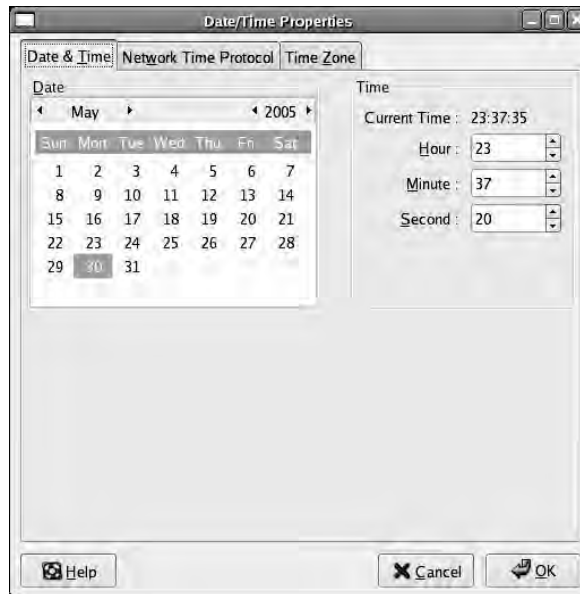 Date/Time Properties
Date & Time Network Time Protocol Time Zone
Date
May 2005
Sun Mon Tue Wed Thu Fri Sat
1 2 3 4 5 6 7
8 9 10 11 12 13 14
15 16 17 18 19 20 21
22 23 24 25 26 27 28
29 30 31
Time
Current Time : 23:37:35
Hour : 23
Minute : 37
Second : 20
Help Cancel OK